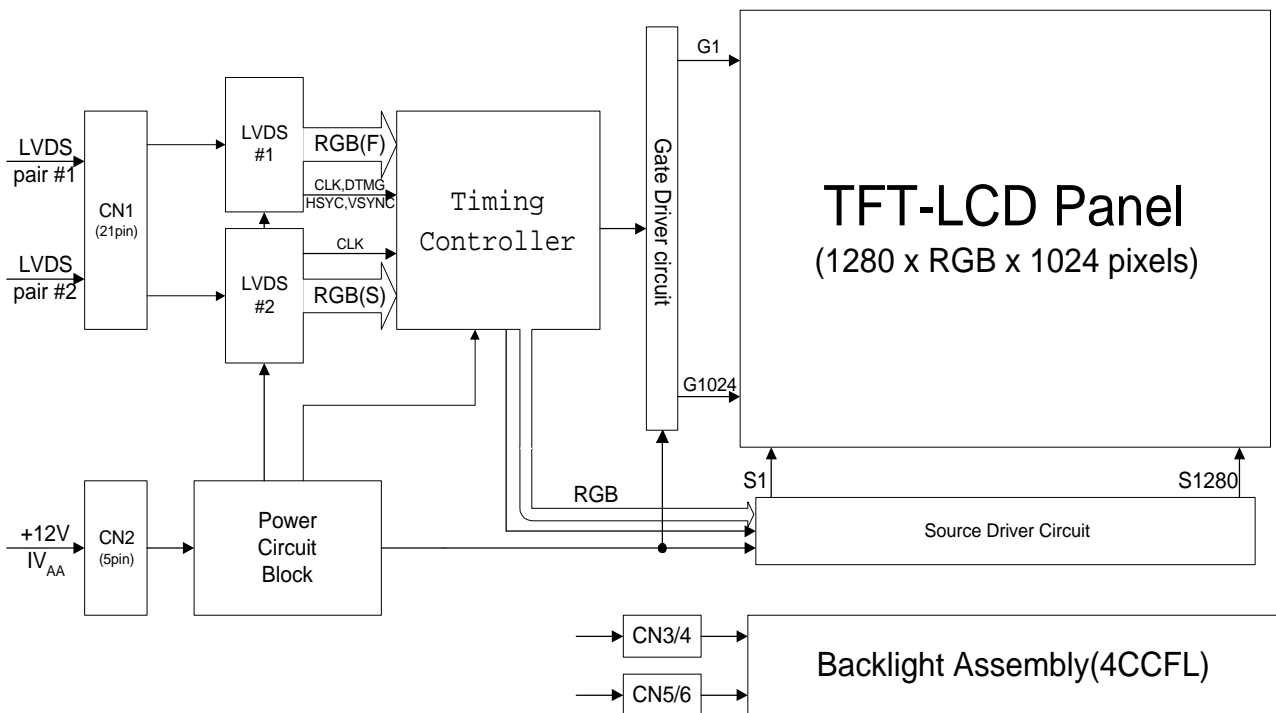 LVDS
pair #1
LVDS
pair #2
CN1
(21pin)
LVDS
#1
LVDS
#2
RGB(F)
CLK,DTMG
HSYC,VSYNC
CLK
RGB(S)
Timing
Controller
Gate Driver circuit
G1
G1024
TFT-LCD Panel
(1280 x RGB x 1024 pixels)
S1
S1280
RGB
Source Driver Circuit
+12V
IVAA
CN2
(5pin)
Power
Circuit
Block
CN3/4
CN5/6
Backlight Assembly(4CCFL)